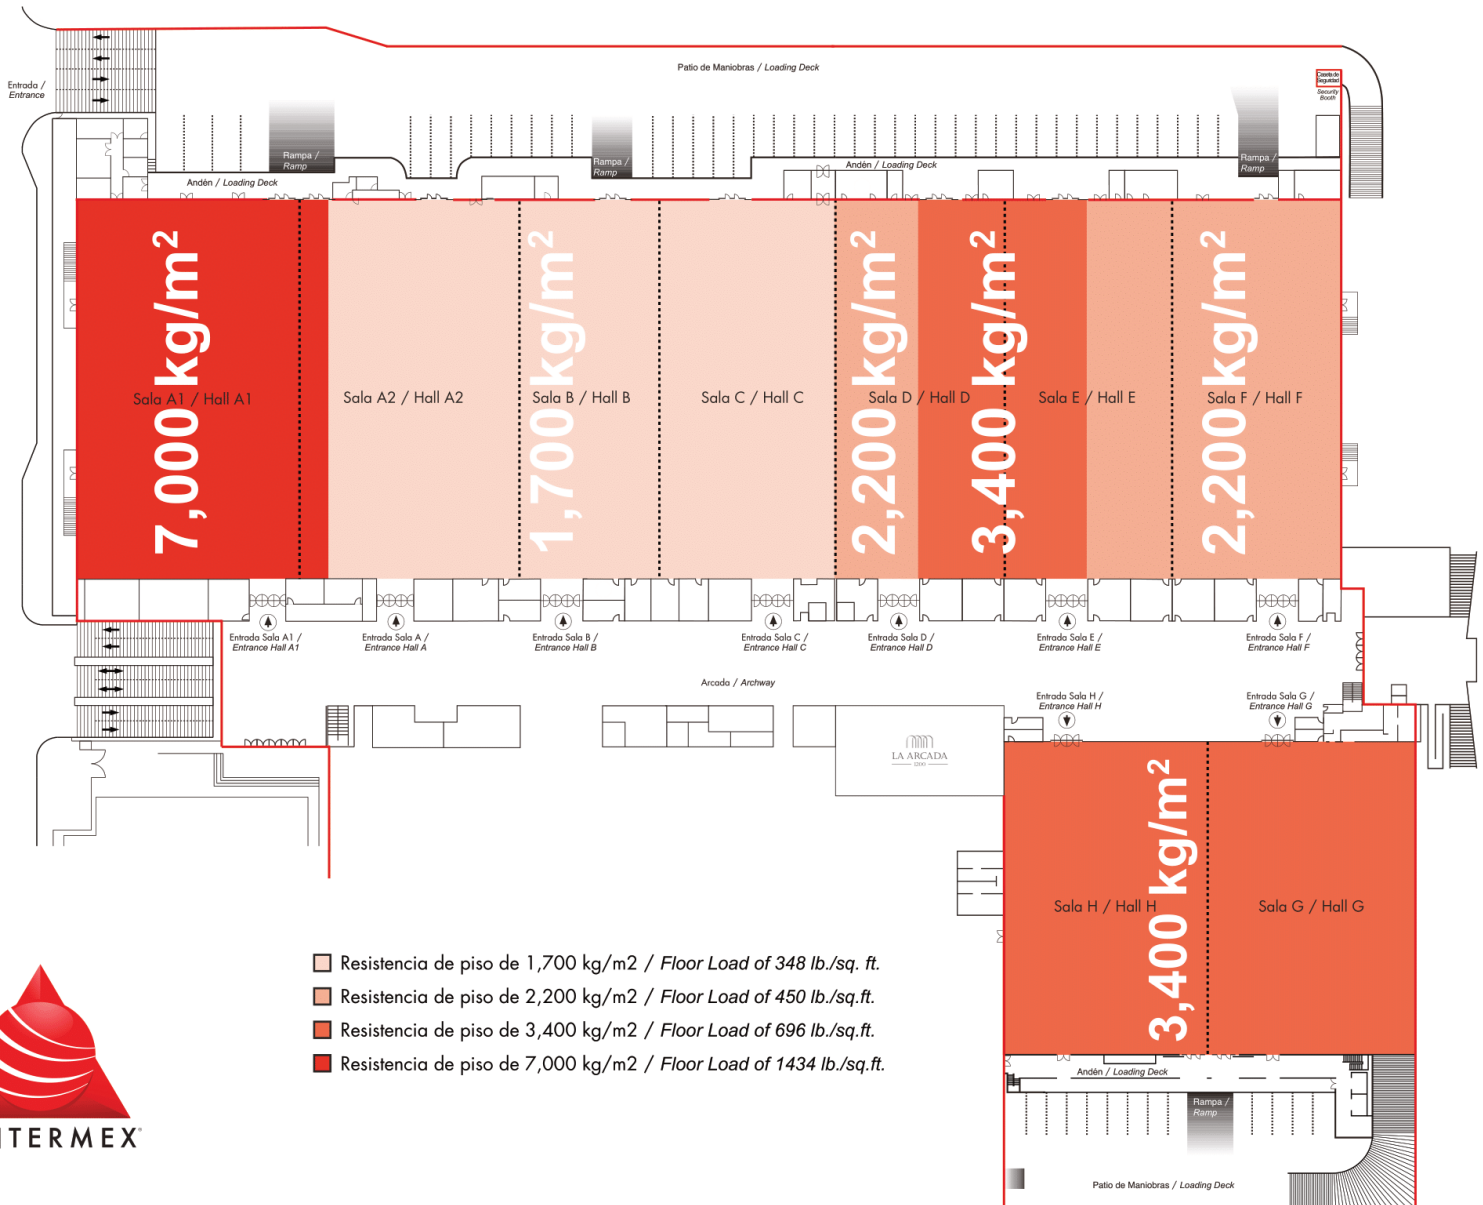 Patio de Maniobras / Loading Deck
Caseta de
Seguridad
Security
Booth
Entrada /
Entrance
Rampa /
Ramp
Rampa /
Ramp
Rampa /
Ramp
Andén / Loading Deck
Andén / Loading Deck
7,000 kg/m²
1,700 kg/m²
2,200 kg/m²
3,400 kg/m²
2,200 kg/m²
Sala A1 / Hall A1
Sala A2 / Hall A2
Sala B / Hall B
Sala C / Hall C
Sala D / Hall D
Sala E / Hall E
Sala F / Hall F
Entrada Sala A1 /
Entrance Hall A1
Entrada Sala A /
Entrance Hall A
Entrada Sala B /
Entrance Hall B
Entrada Sala C /
Entrance Hall C
Entrada Sala D /
Entrance Hall D
Entrada Sala E /
Entrance Hall E
Entrada Sala F /
Entrance Hall F
Arcada / Archway
Entrada Sala H /
Entrance Hall H
Entrada Sala G /
Entrance Hall G
LA ARCADA
3,400 kg/m²
Sala H / Hall H
Sala G / Hall G
Resistencia de piso de 1,700 kg/m2 / Floor Load of 348 lb./sq. ft.
Resistencia de piso de 2,200 kg/m2 / Floor Load of 450 lb./sq.ft.
Resistencia de piso de 3,400 kg/m2 / Floor Load of 696 lb./sq.ft.
Resistencia de piso de 7,000 kg/m2 / Floor Load of 1434 lb./sq.ft.
Andén / Loading Deck
Rampa /
Ramp
NTERMEX
Patio de Maniobras / Loading Deck